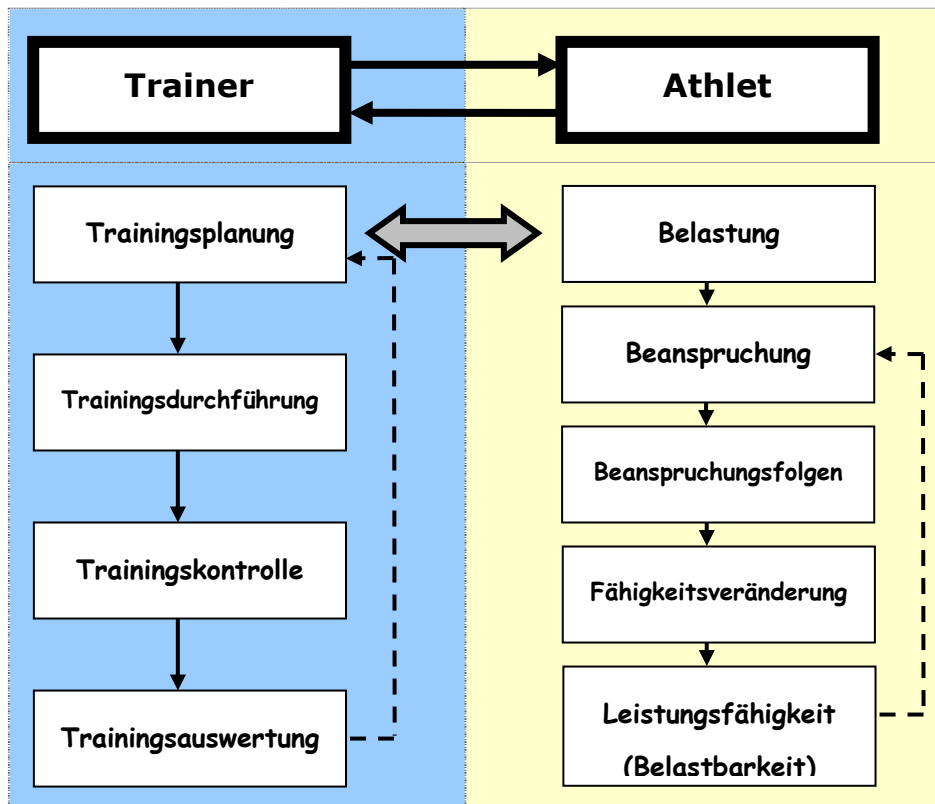 Trainer
Athlet
Trainingsplanung
Trainingsdurchführung
Trainingskontrolle
Trainingsauswertung
Belastung
Beanspruchung
Beanspruchungsfolgen
Fähigkeitsveränderung
Leistungsfähigkeit
(Belastbarkeit)